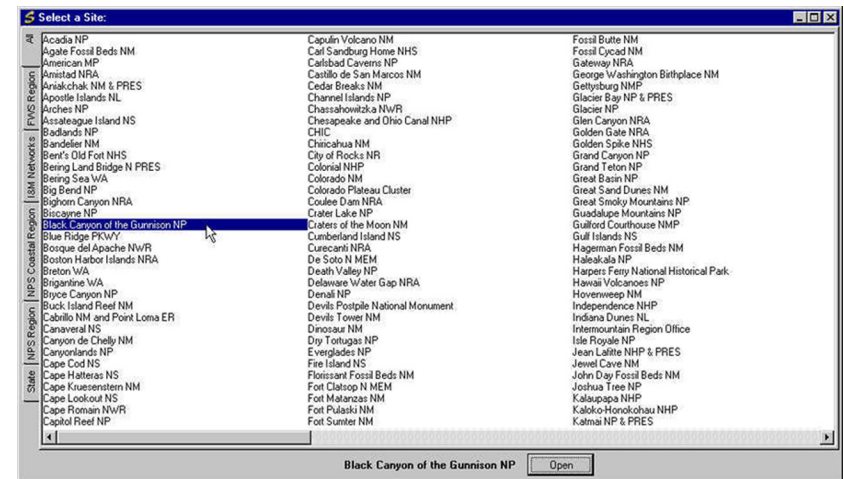 Select a Site:
All
FWS Region
I&M Networks
NPS Coastal Region
NPS Region
State
Acadia NP
Agate Fossil Beds NM
American MP
Amistad NRA
Aniakchak NM & PRES
Apostle Islands NL
Arches NP
Assateague Island NS
Badlands NP
Bandelier NM
Bent's Old Fort NHS
Bering Land Bridge N PRES
Bering Sea WA
Big Bend NP
Bighorn Canyon NRA
Biscayne NP
Black Canyon of the Gunnison NP
Blue Ridge PKWY
Bosque del Apache NWR
Boston Harbor Islands NRA
Breton WA
Brigantine WA
Bryce Canyon NP
Buck Island Reef NM
Cabrillo NM and Point Loma ER
Canaveral NS
Canyon de Chelly NM
Canyonlands NP
Cape Cod NS
Cape Hatteras NS
Cape Kruesenstern NM
Cape Lookout NS
Cape Romain NWR
Capitol Reef NP
Capulin Volcano NM
Carl Sandburg Home NHS
Carlsbad Caverns NP
Castillo de San Marcos NM
Cedar Breaks NM
Channel Islands NP
Chassahowitzka NWR
Chesapeake and Ohio Canal NHP
CHIC
Chiricahua NM
City of Rocks NR
Colonial NHP
Colorado NM
Colorado Plateau Cluster
Coulee Dam NRA
Crater Lake NP
Craters of the Moon NM
Cumberland Island NS
Curecanti NRA
De Soto N MEM
Death Valley NP
Delaware Water Gap NRA
Denali NP
Devils Postpile National Monument
Devils Tower NM
Dinosaur NM
Dry Tortugas NP
Everglades NP
Fire Island NS
Florissant Fossil Beds NM
Fort Clatsop N MEM
Fort Matanzas NM
Fort Pulaski NM
Fort Sumter NM
Fossil Butte NM
Fossil Cycad NM
Gateway NRA
George Washington Birthplace NM
Gettysburg NMP
Glacier Bay NP & PRES
Glacier NP
Glen Canyon NRA
Golden Gate NRA
Golden Spike NHS
Grand Canyon NP
Grand Teton NP
Great Basin NP
Great Sand Dunes NM
Great Smoky Mountains NP
Guadalupe Mountains NP
Guilford Courthouse NMP
Gulf Islands NS
Hagerman Fossil Beds NM
Haleakala NP
Harpers Ferry National Historical Park
Hawaii Volcanoes NP
Hovenweep NM
Independence NHP
Indiana Dunes NL
Intermountain Region Office
Isle Royale NP
Jean Lafitte NHP & PRES
Jewel Cave NM
John Day Fossil Beds NM
Joshua Tree NP
Kalaupapa NHP
Kaloko-Honokohau NHP
Katmai NP & PRES
Black Canyon of the Gunnison NP
Open